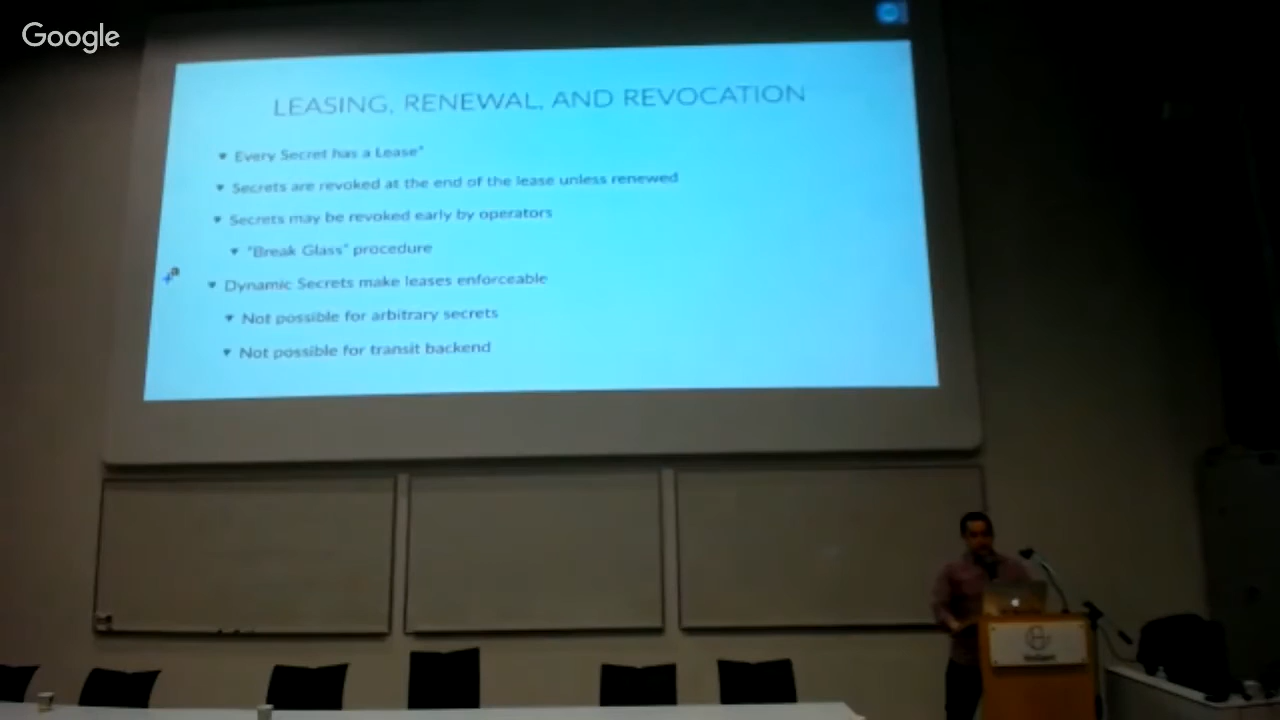 Google
LEASING, RENEWAL, AND REVOCATION
Every Secret has a Lease*
Secrets are revoked at the end of the lease unless renewed
Secrets may be revoked early by operators
"Break Glass" procedure
Dynamic Secrets make leases enforceable
Not possible for arbitrary secrets
Not possible for transit backend